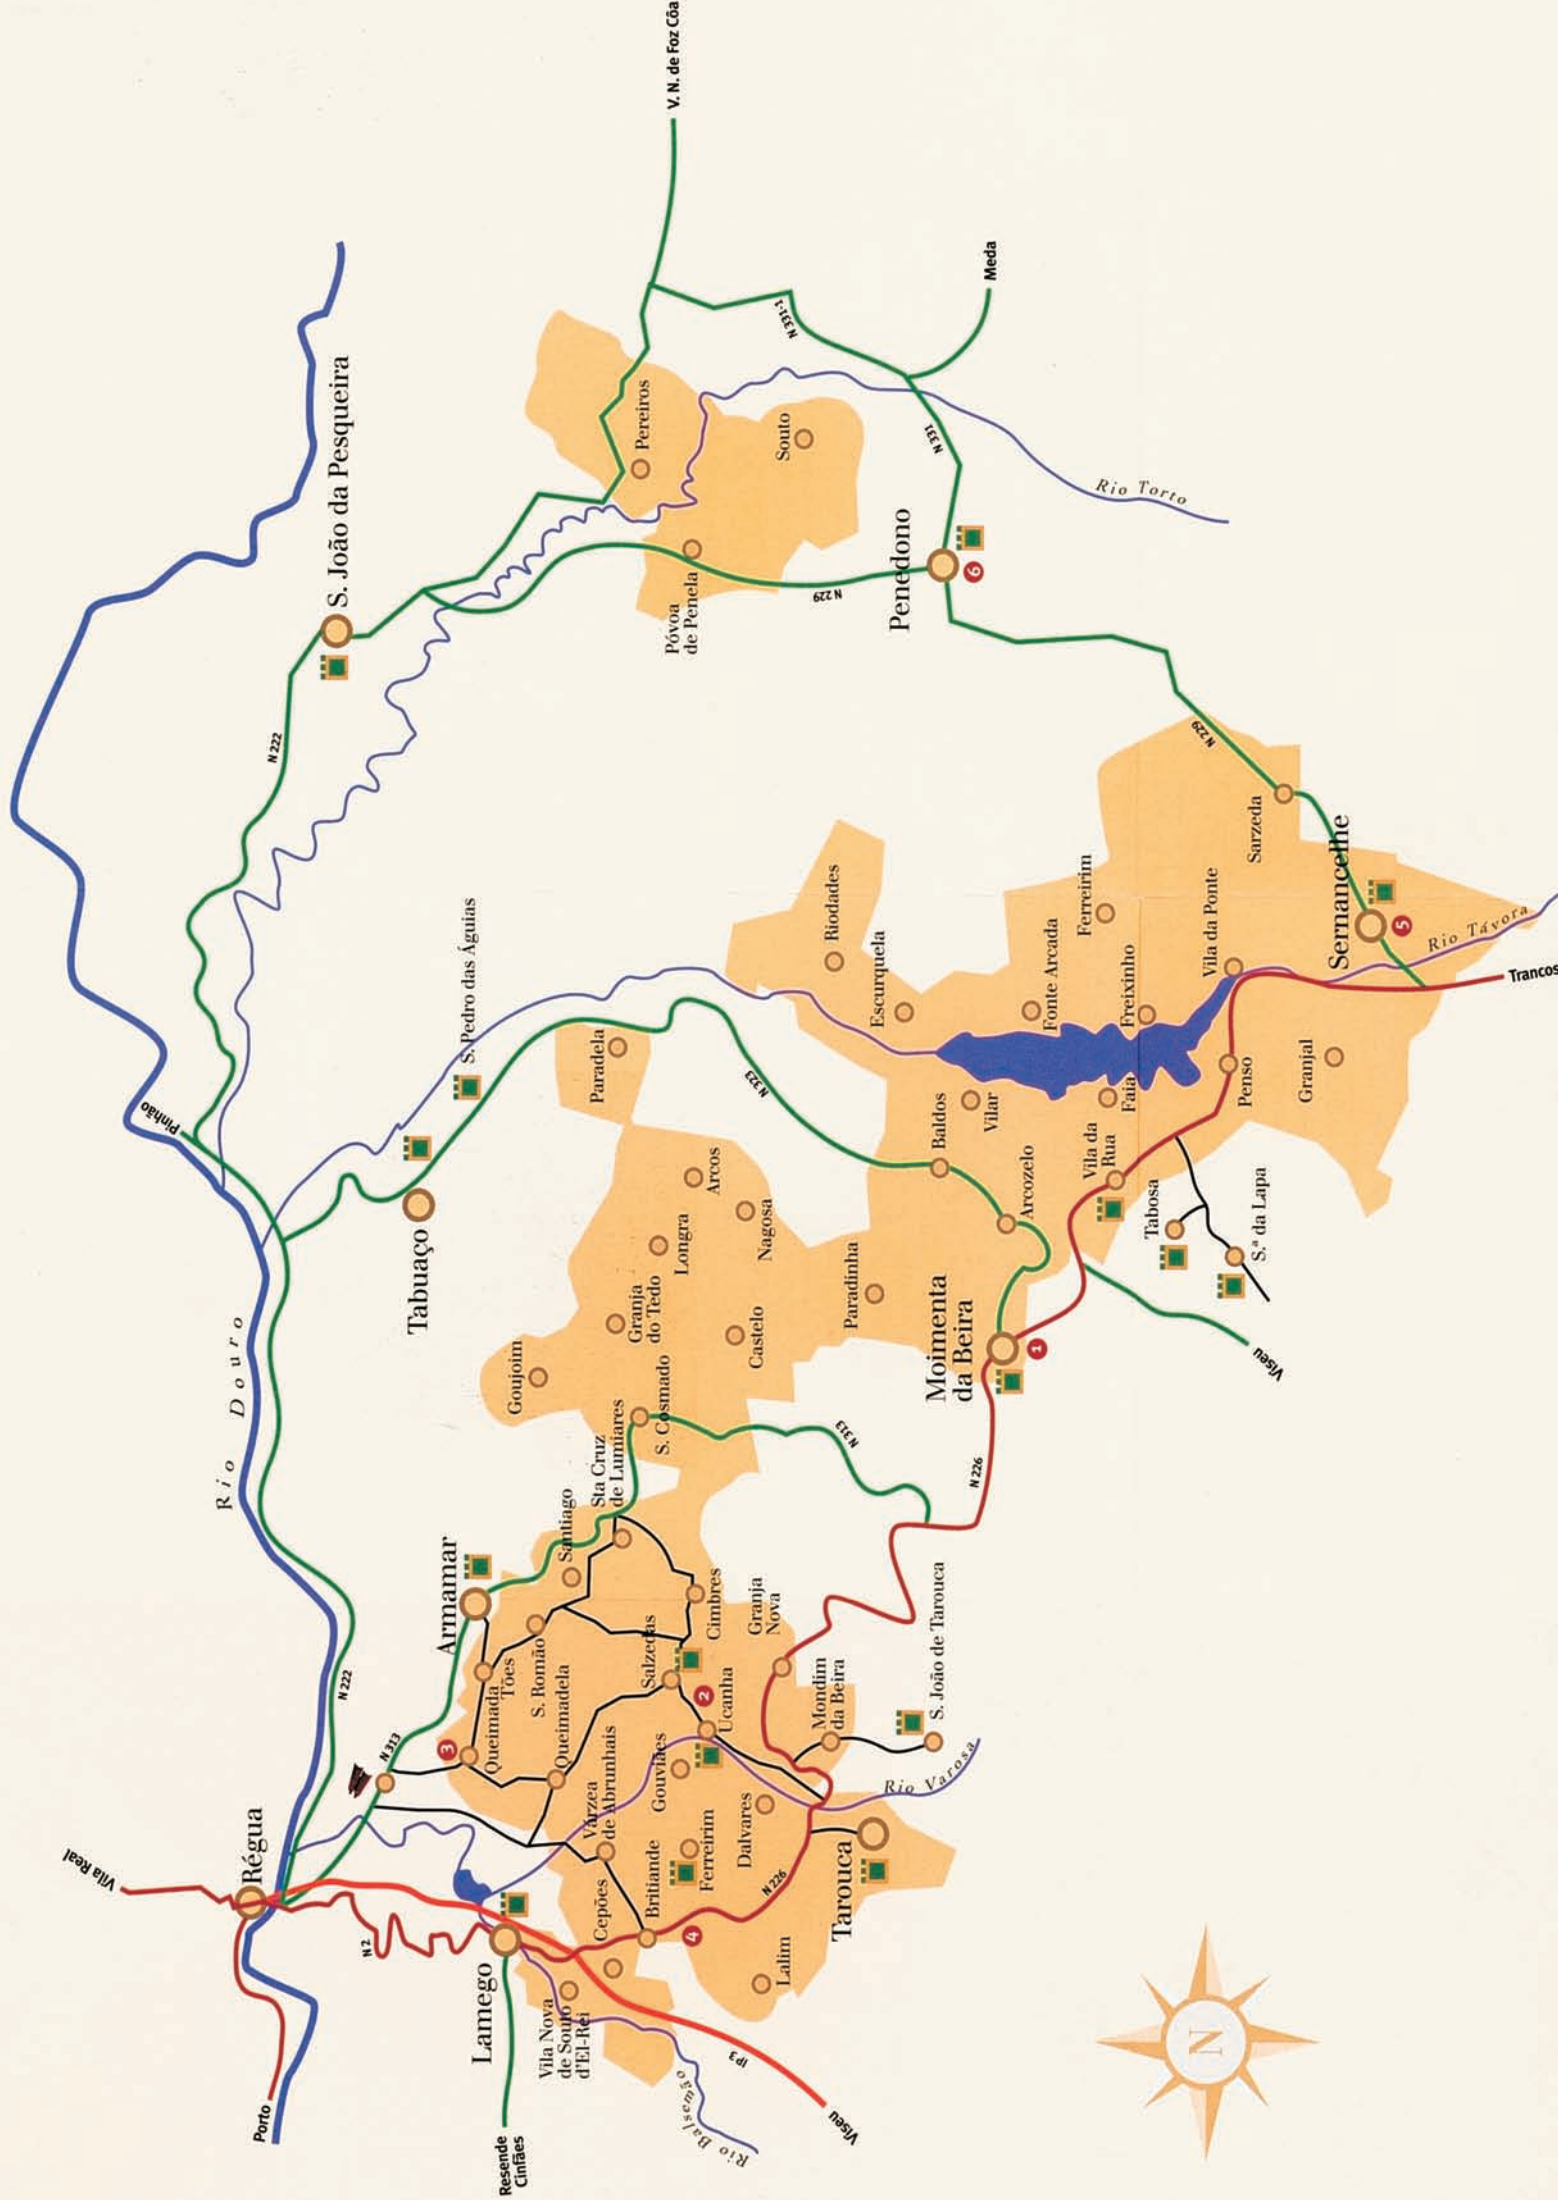 Vila Real
Régua
Porto
Rio Douro
Pinhão
N 222
N 222
S. João da Pesqueira
V. N. de Foz Côa
N 313
N 2
Armamar
Tabuaço
S. Pedro das Águias
Lamego
Resende
Cinfães
3
Queimada
Tões
S. Romão
Queimadela
Santiago
Sta Cruz
de Lumiares
Goujoim
S. Cosmado
Granja
do Tedo
Longra
Arcos
Nagosa
Castelo
Paradela
N 323
Pereiros
Souto
Póvoa
de Penela
N 229
N 331-1
N 331
Meda
Rio Torto
Penedono
6
Vila Nova
de Souto
d'El-Rei
Cepões
Várzea
de Abrunhais
Britiande
4
Ferreirim
Gouviães
Salzedas
2
Ucanha
Cimbres
Granja
Nova
Dalvares
Mondim
da Beira
N 226
Lalim
Tarouca
Rio Varosa
S. João de Tarouca
Rio Balsemão
IP3
Viseu
N 313
N 226
Paradinha
Moimenta
da Beira
1
Arcozelo
Baldos
Vilar
Escurquela
Riodades
Fonte Arcada
Ferreirim
Freixinho
Faia
Vila da
Rua
Vila da Ponte
Tabosa
S.ª da Lapa
Viseu
Penso
Granjal
Sarzeda
N 229
Sernancelhe
5
Rio Távora
Trancos
N